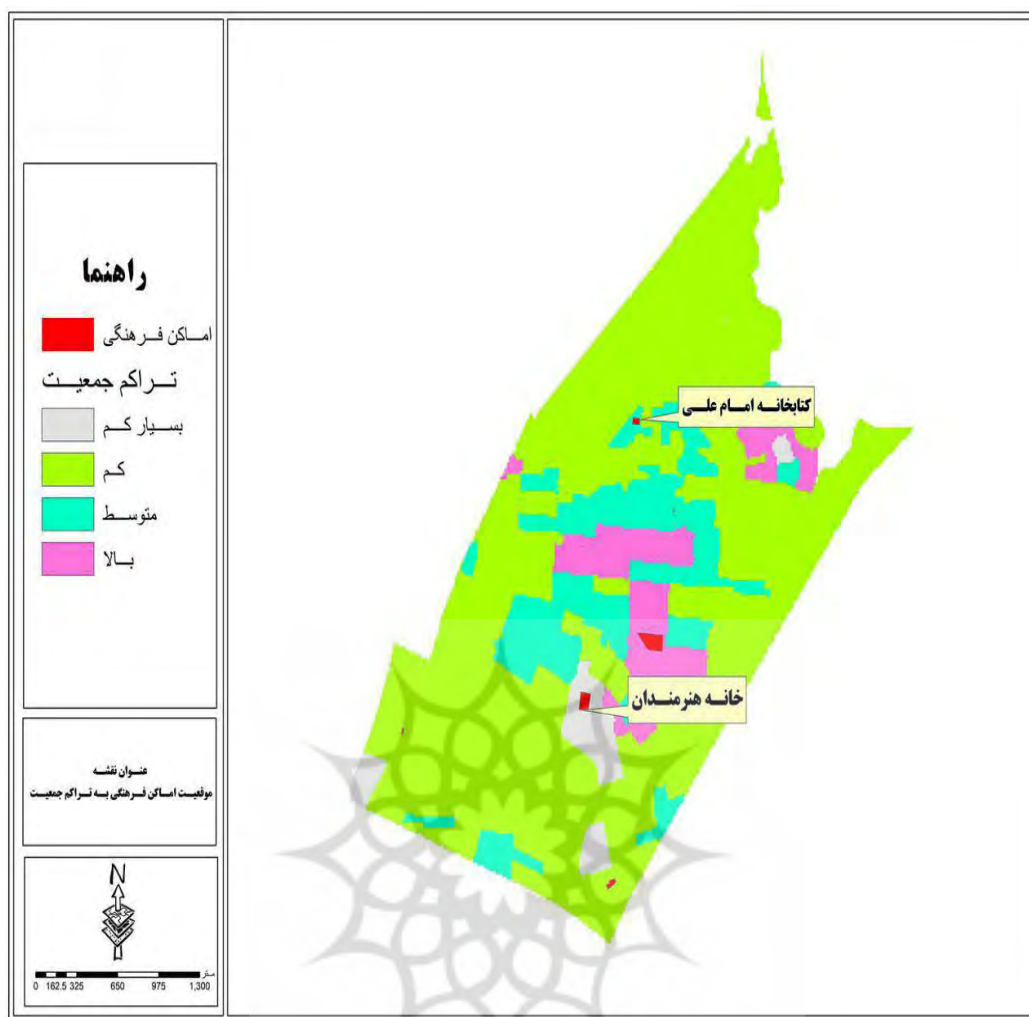 راهنما
اماکن فرهنگی
تراکم جمعیت
بسیار کم
کم
متوسط
بالا
عنوان نقشه
موقعیت اماکن فرهنگی به تراکم جمعیت
N
متر
0 162.5 325 650 975 1,300
کتابخانه امام علی
خانه هنرمندان